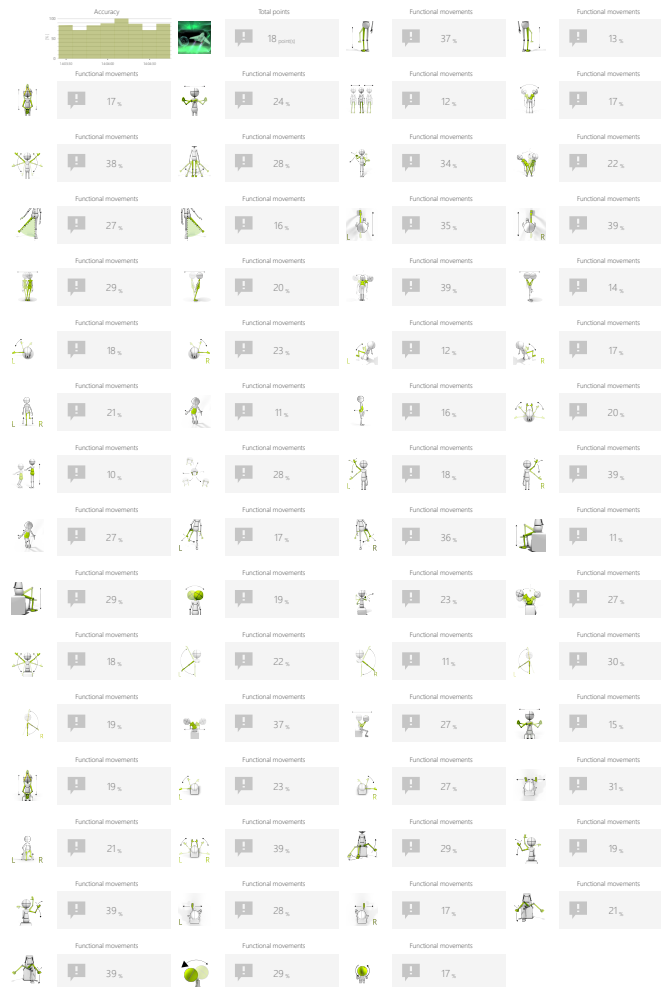 Accuracy
Total points
Functional movements
Functional movements
100
50
0
18 point(s)
37 %
13 %
Functional movements
Functional movements
Functional movements
Functional movements
17 %
24 %
12 %
17 %
Functional movements
Functional movements
Functional movements
Functional movements
38 %
28 %
34 %
22 %
Functional movements
Functional movements
Functional movements
Functional movements
27 %
16 %
L
35 %
R
39 %
Functional movements
Functional movements
Functional movements
Functional movements
29 %
20 %
39 %
14 %
Functional movements
Functional movements
Functional movements
Functional movements
L
18 %
R
23 %
L
12 %
R
17 %
Functional movements
Functional movements
Functional movements
Functional movements
L R
21 %
11 %
16 %
20 %
Functional movements
Functional movements
Functional movements
Functional movements
10 %
28 %
L
18 %
R
39 %
Functional movements
Functional movements
Functional movements
Functional movements
27 %
L
17 %
R
36 %
11 %
Functional movements
Functional movements
Functional movements
Functional movements
29 %
19 %
23 %
27 %
Functional movements
Functional movements
Functional movements
Functional movements
18 %
L
22 %
R
11 %
L
30 %
Functional movements
Functional movements
Functional movements
Functional movements
R
19 %
37 %
27 %
15 %
Functional movements
Functional movements
Functional movements
Functional movements
19 %
L
23 %
R
27 %
31 %
Functional movements
Functional movements
Functional movements
Functional movements
L R
21 %
L R
39 %
29 %
19 %
Functional movements
Functional movements
Functional movements
Functional movements
39 %
L
28 %
R
17 %
21 %
Functional movements
Functional movements
Functional movements
39 %
29 %
17 %